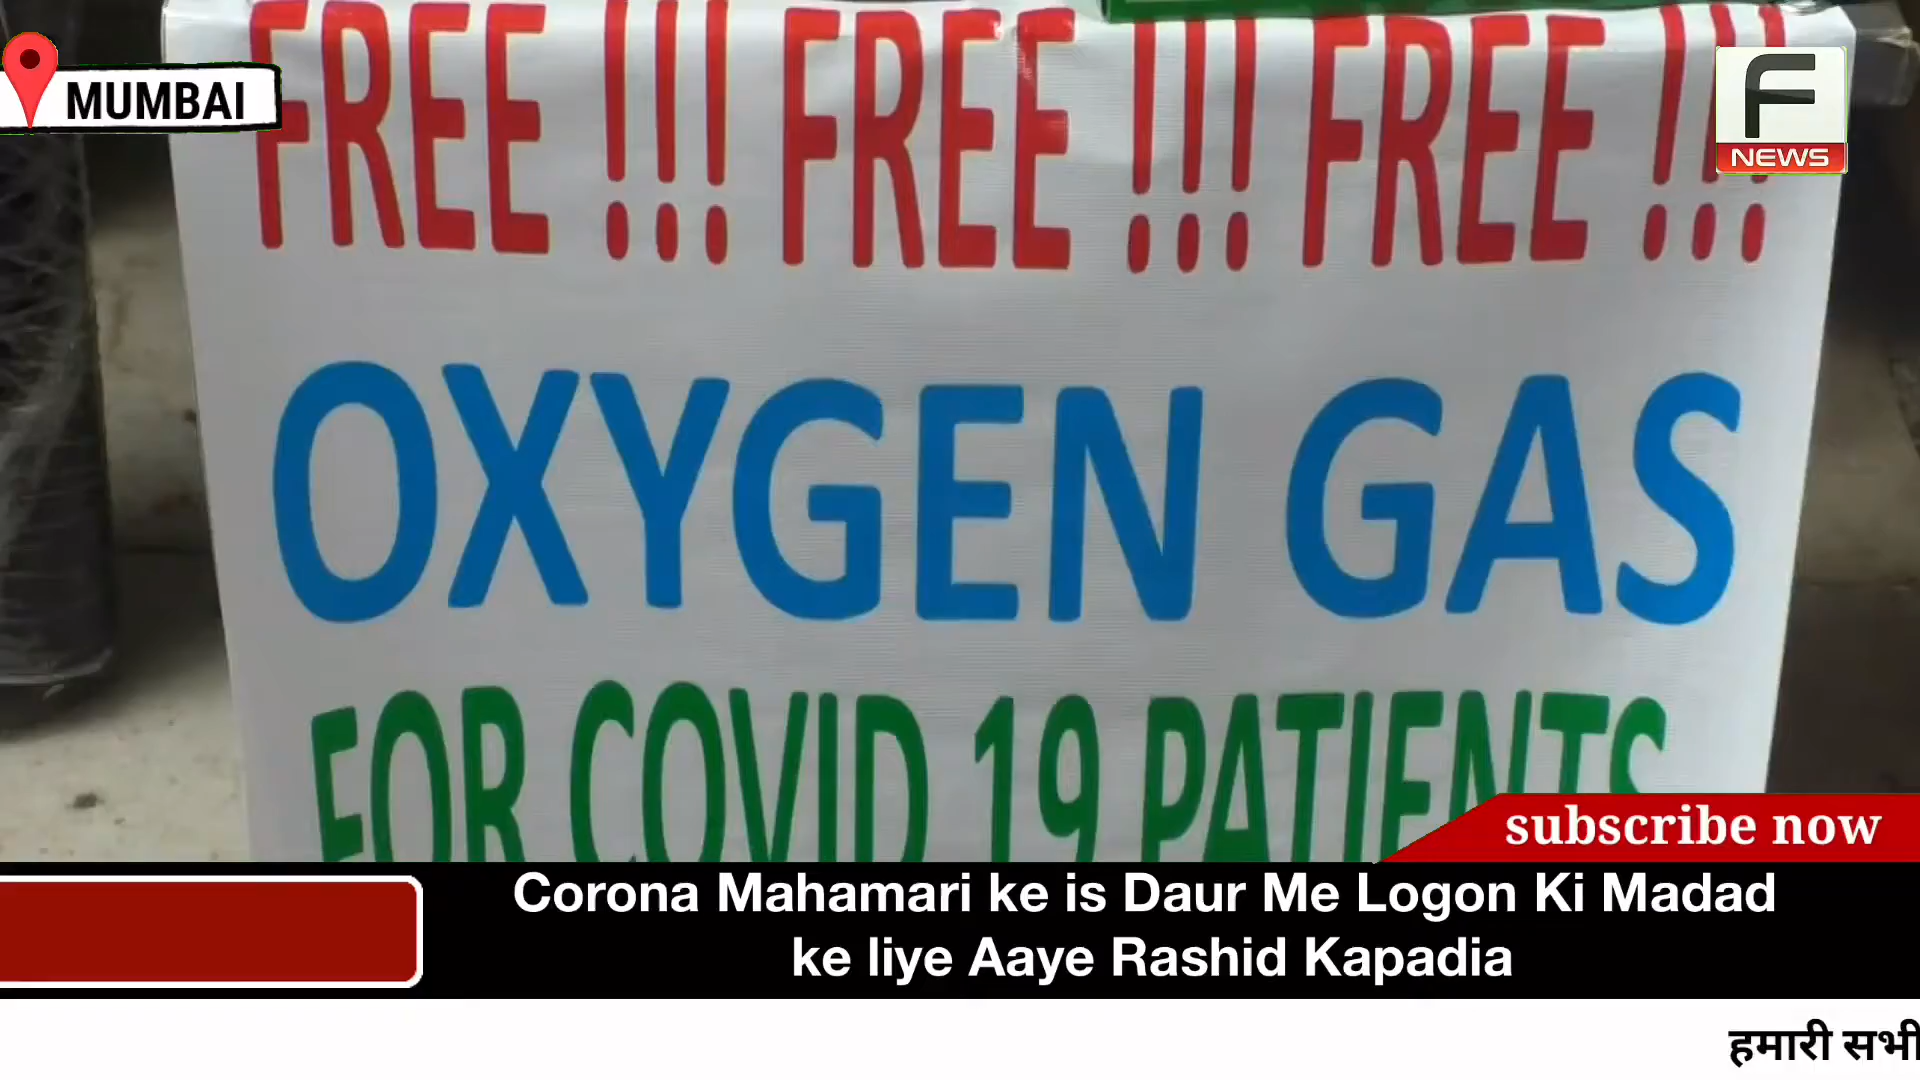 FREE !!! FREE !!! FREE !!!
MUMBAI
F
NEWS
OXYGEN GAS
FOR COVID 19 PATIENTS
subscribe now
Corona Mahamari ke is Daur Me Logon Ki Madad
ke liye Aaye Rashid Kapadia
हमारी सभी